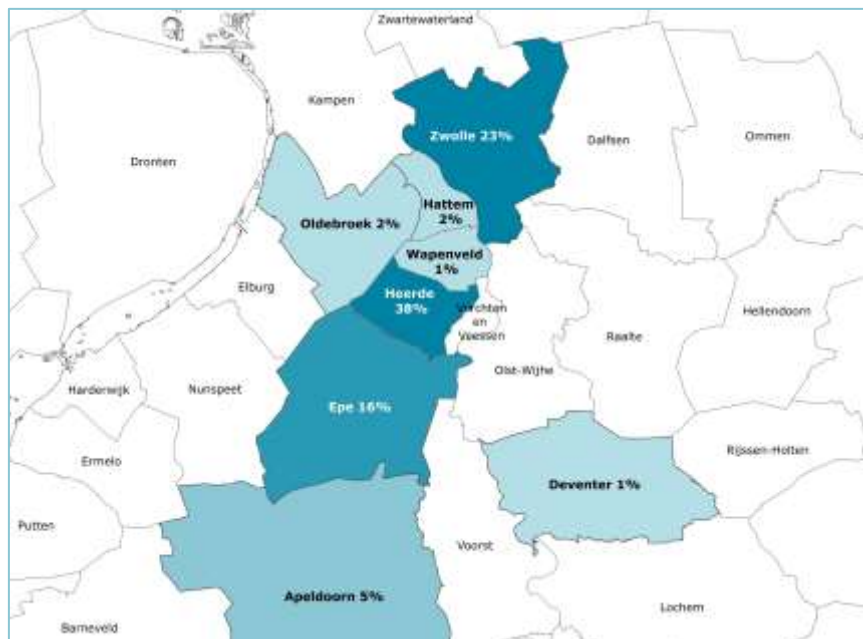 Zwartewaterland
Kampen
Zwolle 23%
Dalfsen
Ommen
Dronten
Hattem
2%
Oldebroek 2%
Wapenveld
1%
Elburg
Heerde
38%
Vorchten
en
Veessen
Hellendoorn
Raalte
Olst-Wijhe
Harderwijk
Nunspeet
Epe 16%
Ermelo
Rijssen-Holten
Deventer 1%
Putten
Voorst
Apeldoorn 5%
Lochem
Barneveld